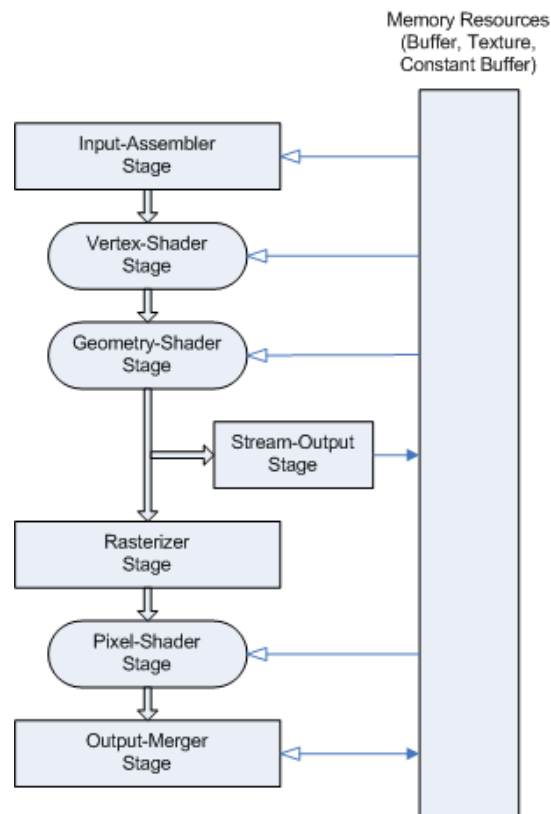 Memory Resources
(Buffer, Texture,
Constant Buffer)
Input-Assembler
Stage
Vertex-Shader
Stage
Geometry-Shader
Stage
Stream-Output
Stage
Rasterizer
Stage
Pixel-Shader
Stage
Output-Merger
Stage